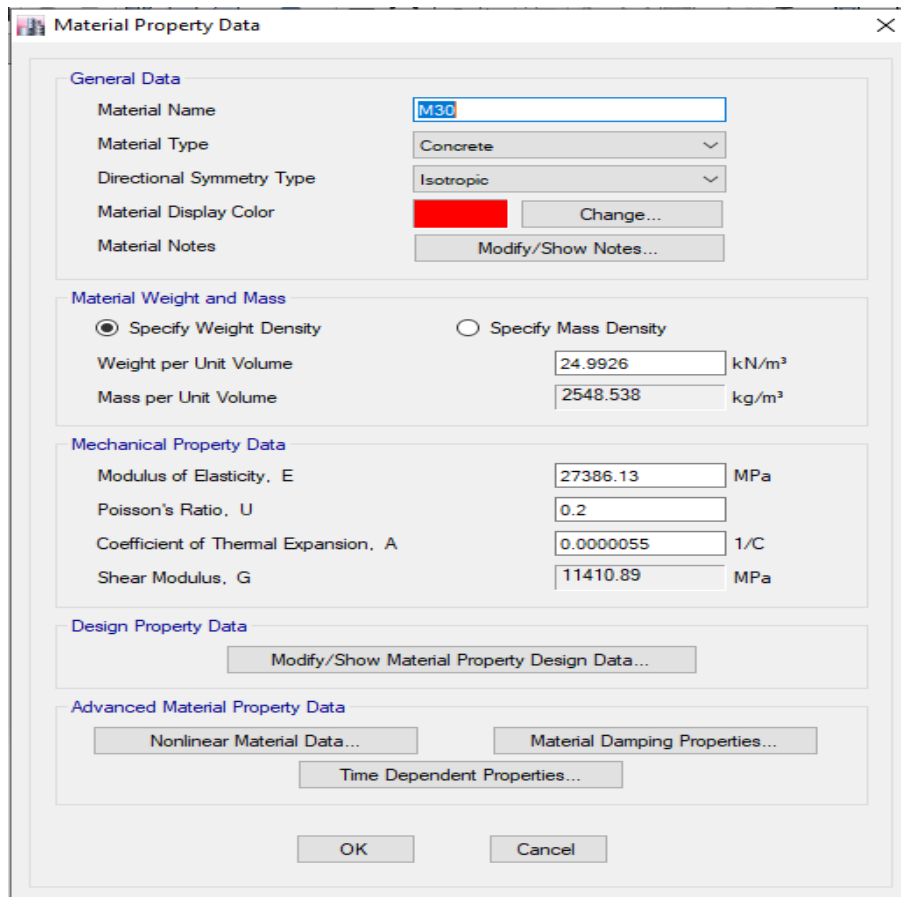 Material Property Data
General Data
Material Name M30
Material Type Concrete
Directional Symmetry Type Isotropic
Material Display Color Change...
Material Notes Modify/Show Notes...
Material Weight and Mass
Specify Weight Density Specify Mass Density
Weight per Unit Volume 24.9926 kN/m³
Mass per Unit Volume 2548.538 kg/m³
Mechanical Property Data
Modulus of Elasticity, E 27386.13 MPa
Poisson's Ratio, U 0.2
Coefficient of Thermal Expansion, A 0.0000055 1/C
Shear Modulus, G 11410.89 MPa
Design Property Data
Modify/Show Material Property Design Data...
Advanced Material Property Data
Nonlinear Material Data... Material Damping Properties...
Time Dependent Properties...
OK Cancel